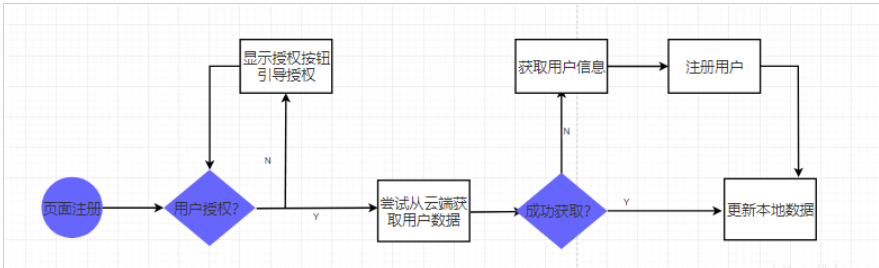 显示授权按钮
引导授权
获取用户信息
注册用户
N
N
页面注册
用户授权?
Y
尝试从云端获
取用户数据
成功获取?
Y
更新本地数据